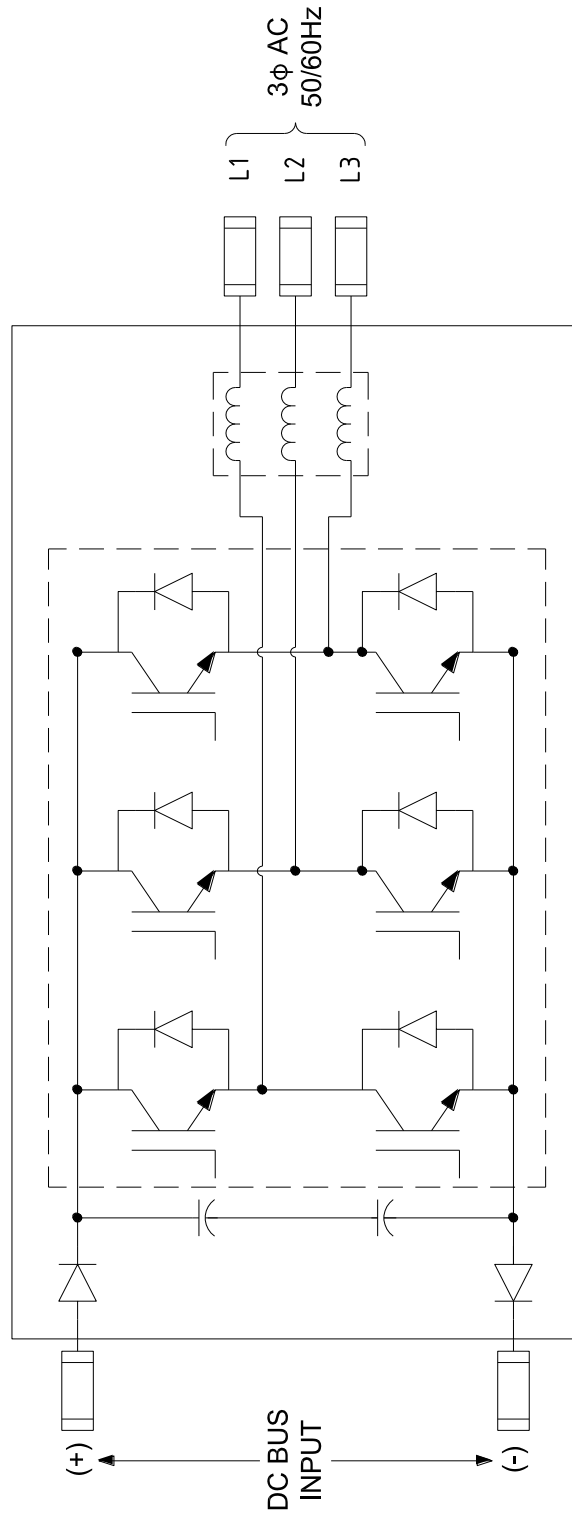 (+)
DC BUS
INPUT
(-)
L1
L2
L3
3ϕ AC
50/60Hz